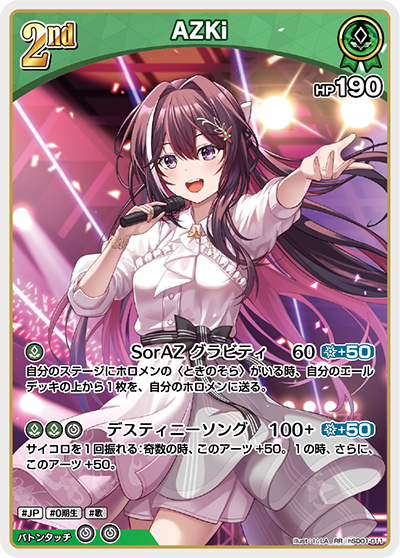 2nd
AZKi
HP190
SorAZ グラビティ 60 +50
自分のステージにホロメンの〈ときのそら〉がいる時、自分のエール
デッキの上から1枚を、自分のホロメンに送る。
デスティニーソング 100+ +50
サイコロを1回振れる：奇数の時、このアーツ+50。1の時、さらに、
このアーツ+50。
#JP #0期生 #歌
バトンタッチ
RR hSD01-011